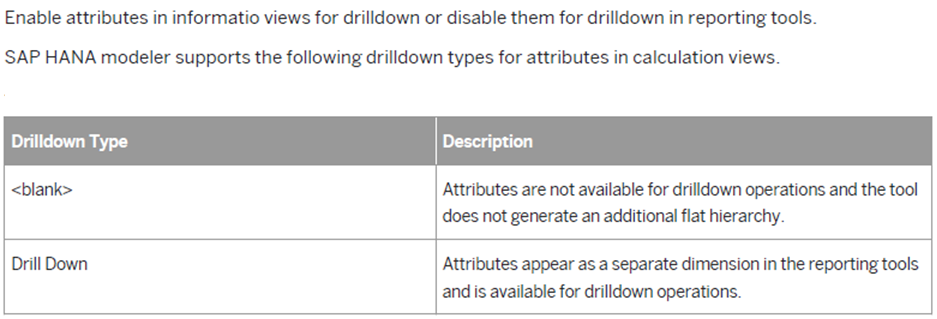 Enable attributes in informatio views for drilldown or disable them for drilldown in reporting tools.
SAP HANA modeler supports the following drilldown types for attributes in calculation views.
Drilldown Type
Description
<blank>
Attributes are not available for drilldown operations and the tool
does not generate an additional flat hierarchy.
Drill Down
Attributes appear as a separate dimension in the reporting tools
and is available for drilldown operations.